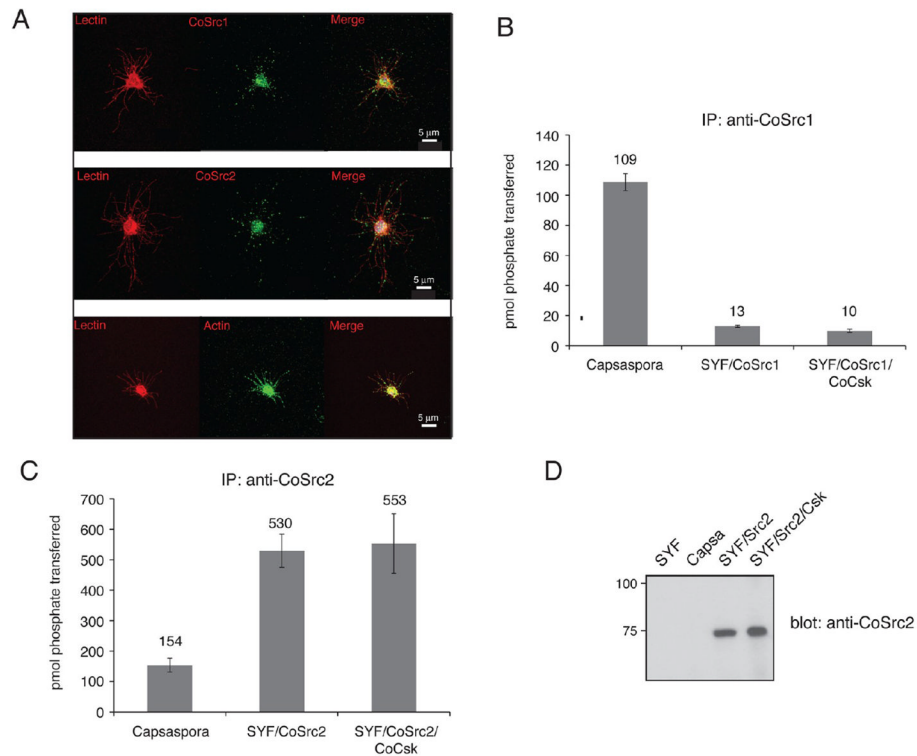 A
Lectin CoSrc1 Merge
5 μm
Lectin CoSrc2 Merge
5 μm
Lectin Actin Merge
5 μm
B
IP: anti-CoSrc1
pmol phosphate transferred
140
120
100
80
60
40
20
0
109
13
10
Capsaspora
SYF/CoSrc1
SYF/CoSrc1/
CoCsk
C
IP: anti-CoSrc2
pmol phosphate transferred
700
600
500
400
300
200
100
0
154
530
553
Capsaspora
SYF/CoSrc2
SYF/CoSrc2/
CoCsk
D
SYF
Capsa
SYF/Src2
SYF/Src2/Csk
100
75
blot: anti-CoSrc2